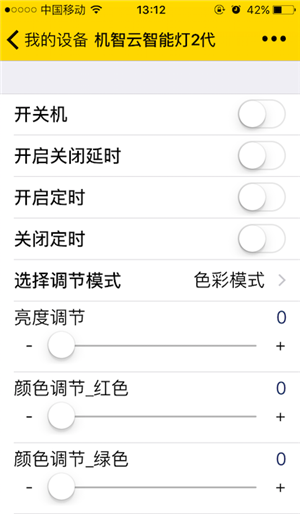 中国移动 13:12 42%
我的设备 机智云智能灯2代 •••
开关机
开启关闭延时
开启定时
关闭定时
选择调节模式 色彩模式
亮度调节 0
- +
颜色调节_红色 0
- +
颜色调节_绿色 0
- +